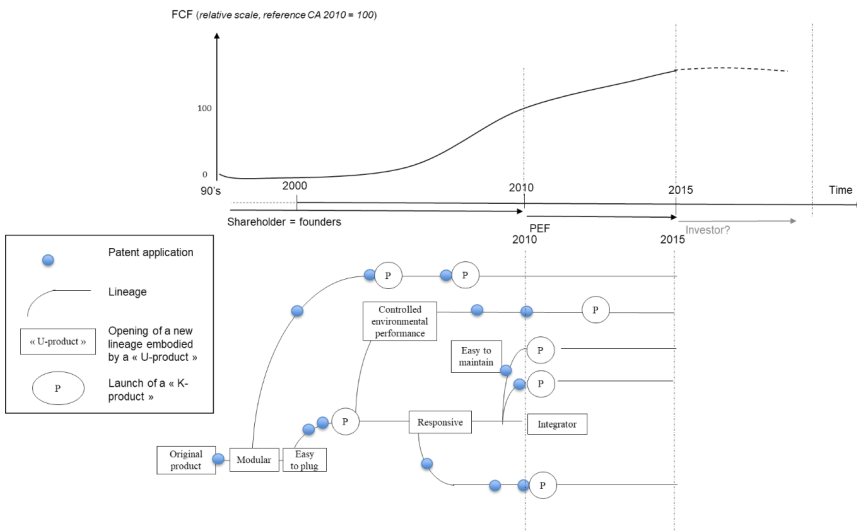 FCF (relative scale, reference CA 2010 = 100)
100
0
90's
2000
2010
2015
Time
Shareholder = founders
PEF
Investor?
2010
2015
Patent application
Lineage
« U-product »
Opening of a new
lineage embodied
by a « U-product »
P
Launch of a « K-
product »
P
P
Controlled
environmental
performance
P
Easy to
maintain
P
P
P
Responsive
Integrator
Original
product
Modular
Easy
to plug
P